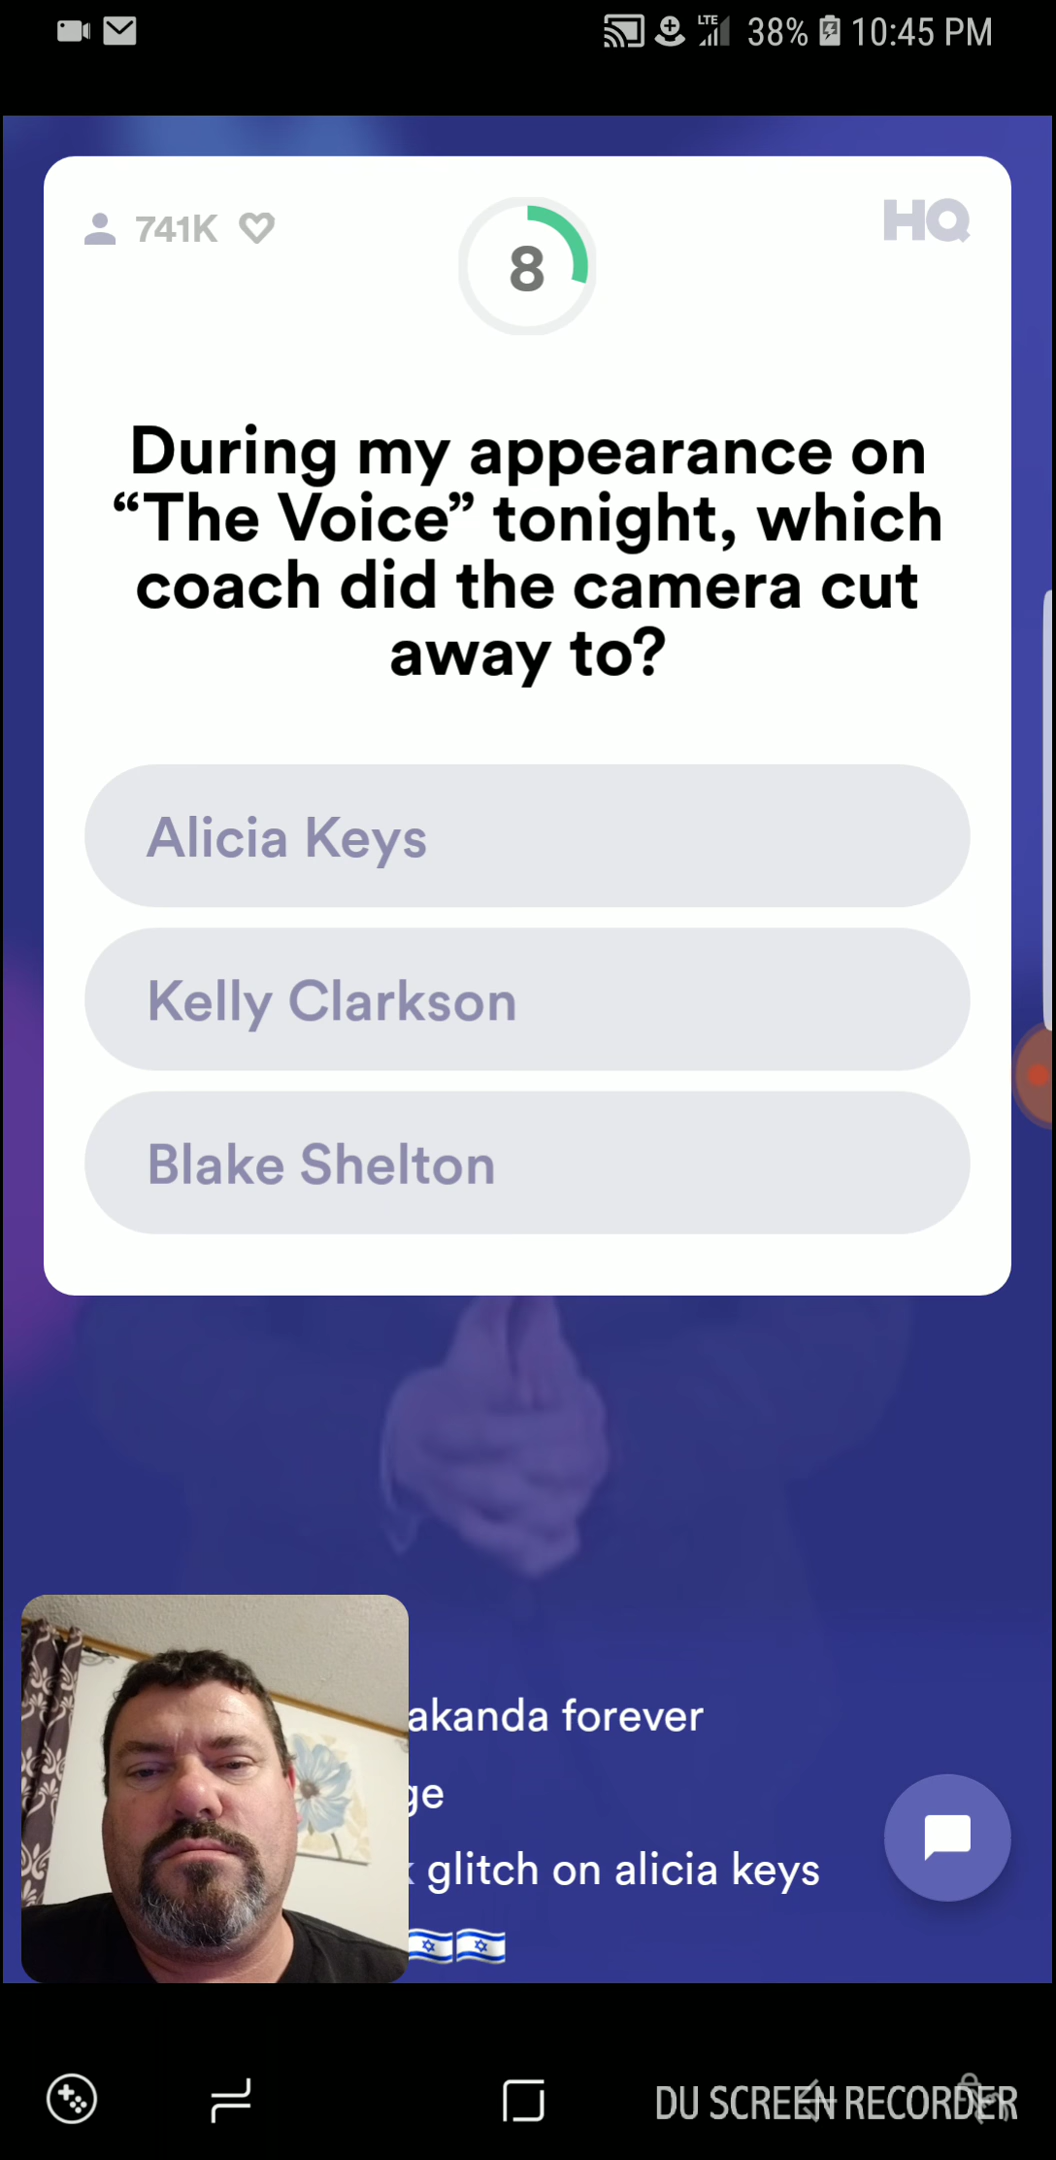 LTE 38% 10:45 PM
741K
8
HQ
During my appearance on
“The Voice” tonight, which
coach did the camera cut
away to?
Alicia Keys
Kelly Clarkson
Blake Shelton
akanda forever
ge
glitch on alicia keys
DU SCREEN RECORDER